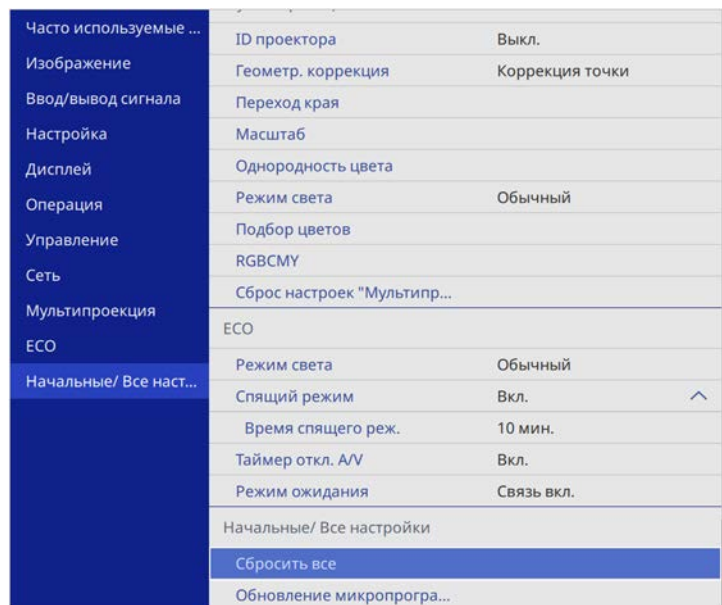 Часто используемые ...
Изображение
Ввод/вывод сигнала
Настройка
Дисплей
Операция
Управление
Сеть
Мультипроекция
ECO
Начальные/ Все наст...
ID проектора Выкл.
Геометр. коррекция Коррекция точки
Переход края
Масштаб
Однородность цвета
Режим света Обычный
Подбор цветов
RGBCMY
Сброс настроек "Мультипр...
ECO
Режим света Обычный
Спящий режим Вкл.
Время спящего реж. 10 мин.
Таймер откл. A/V Вкл.
Режим ожидания Связь вкл.
Начальные/ Все настройки
Сбросить все
Обновление микропрогра...